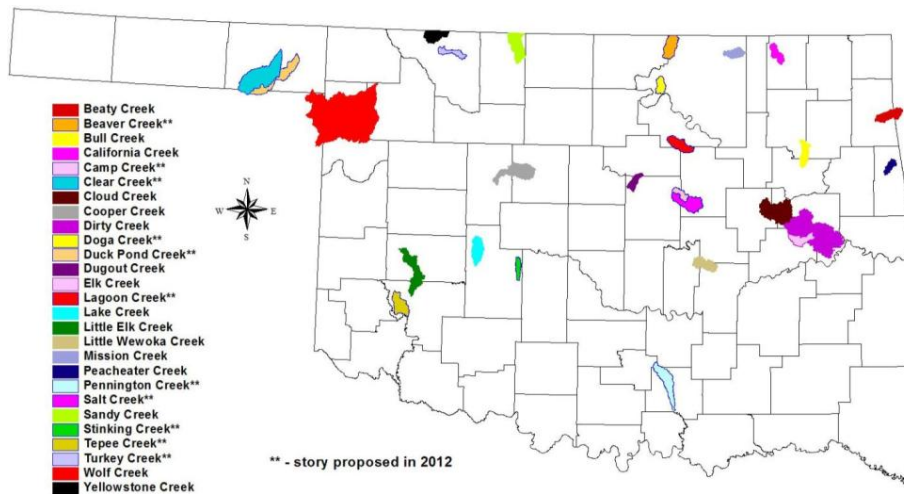 Beaty Creek
Beaver Creek**
Bull Creek
California Creek
Camp Creek**
Clear Creek**
Cloud Creek
Cooper Creek
Dirty Creek
Doga Creek**
Duck Pond Creek**
Dugout Creek
Elk Creek
Lagoon Creek**
Lake Creek
Little Elk Creek
Little Wewoka Creek
Mission Creek
Peacheater Creek
Pennington Creek**
Salt Creek**
Sandy Creek
Stinking Creek**
Tepee Creek**
Turkey Creek**
Wolf Creek
Yellowstone Creek
N
W E
S
** - story proposed in 2012